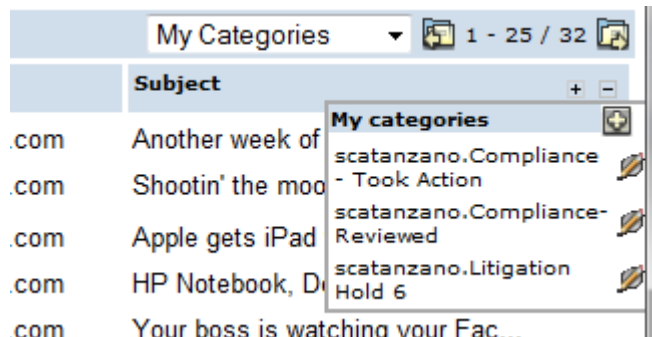 My Categories 1 - 25 / 32
Subject + -
My categories
.com Another week of
scatanzano.Compliance
- Took Action
.com Shootin' the moo
scatanzano.Compliance-
Reviewed
.com Apple gets iPad
scatanzano.Litigation
Hold 6
.com HP Notebook, De
.com Your boss is watching your Fac...